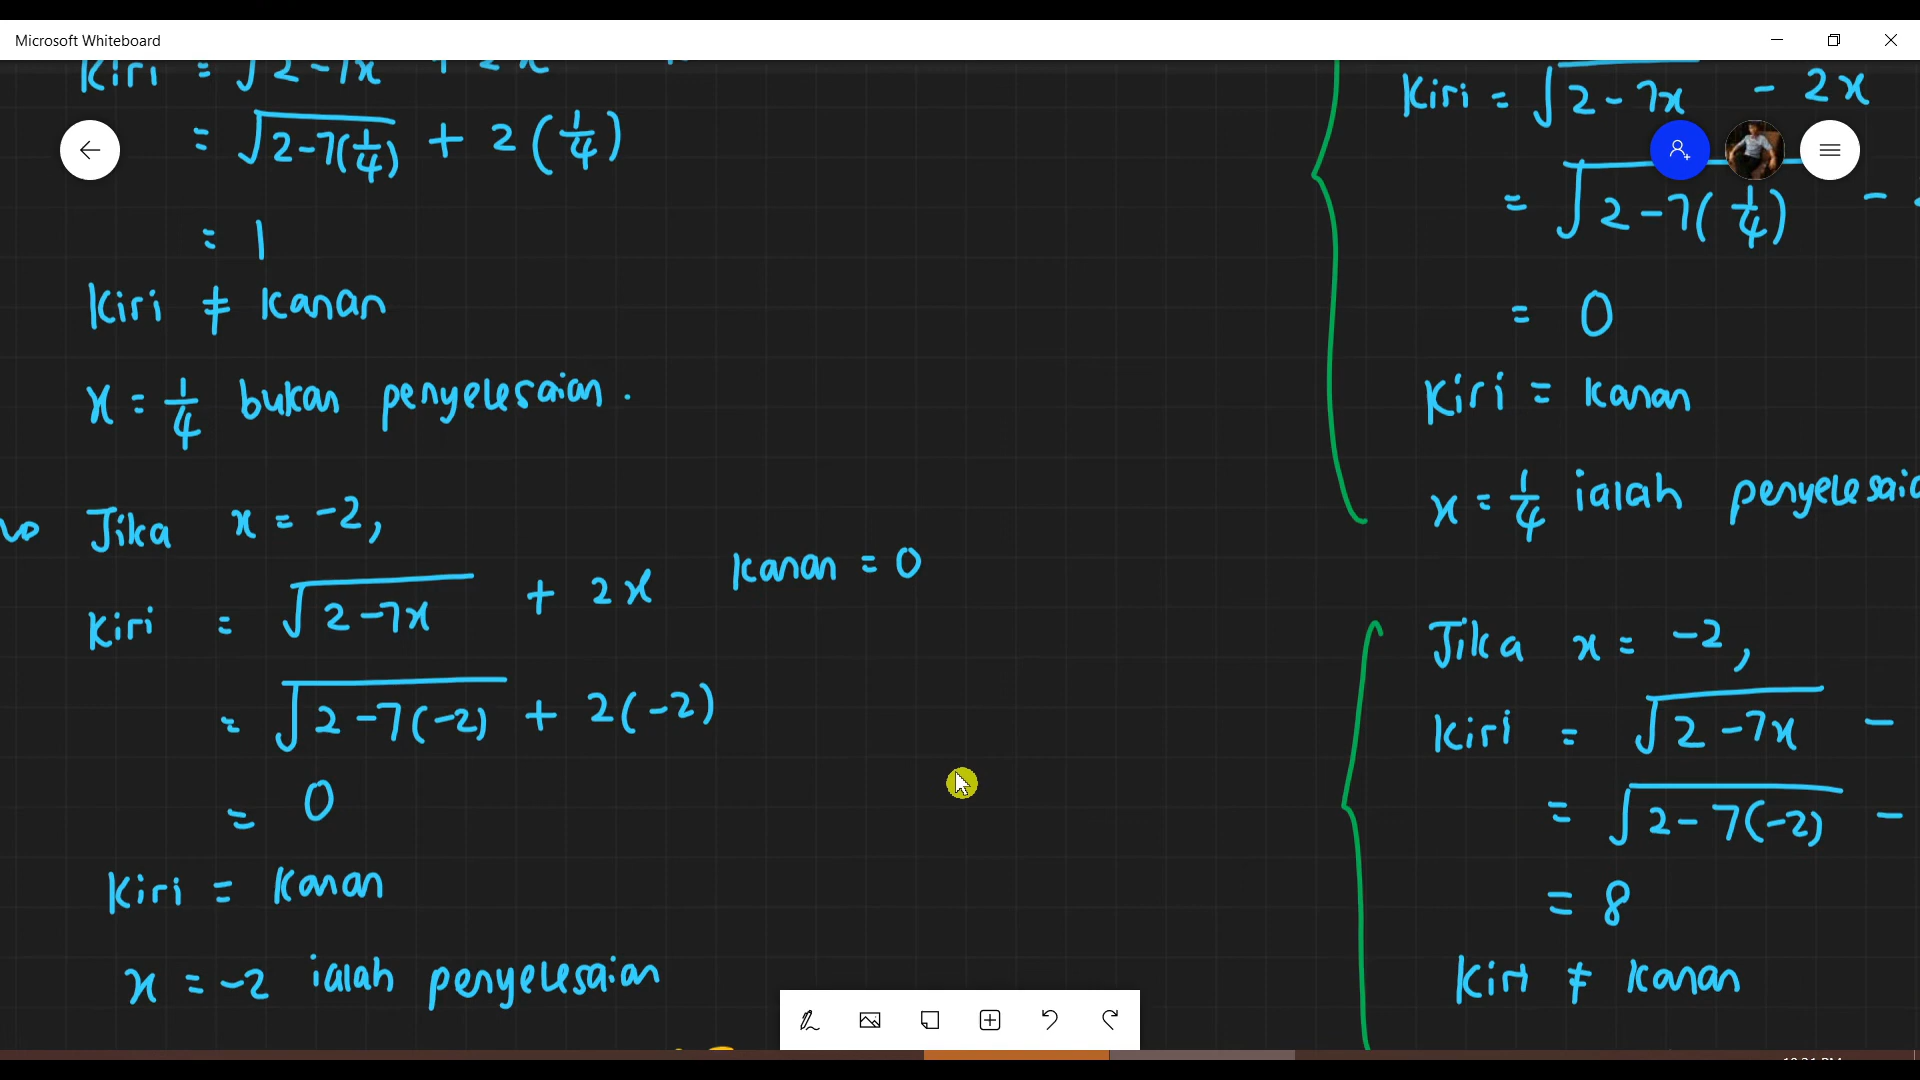 Microsoft Whiteboard
Kiri = √2-7x + 2x
= √2-7(1/4) + 2(1/4)
= 1
Kiri ≠ Kanan
x = 1/4 bukan penyelesaian.
Jika x = -2,
Kiri = √2-7x + 2x Kanan = 0
= √2-7(-2) + 2(-2)
= 0
Kiri = Kanan
x = -2 ialah penyelesaian
Kiri = √2-7x - 2x
= √2-7(1/4) -
= 0
Kiri = Kanan
x = 1/4 ialah
Jika x = -2,
Kiri = √2-7x -
= √2-7(-2) -
= 8
Kiri ≠ Kanan